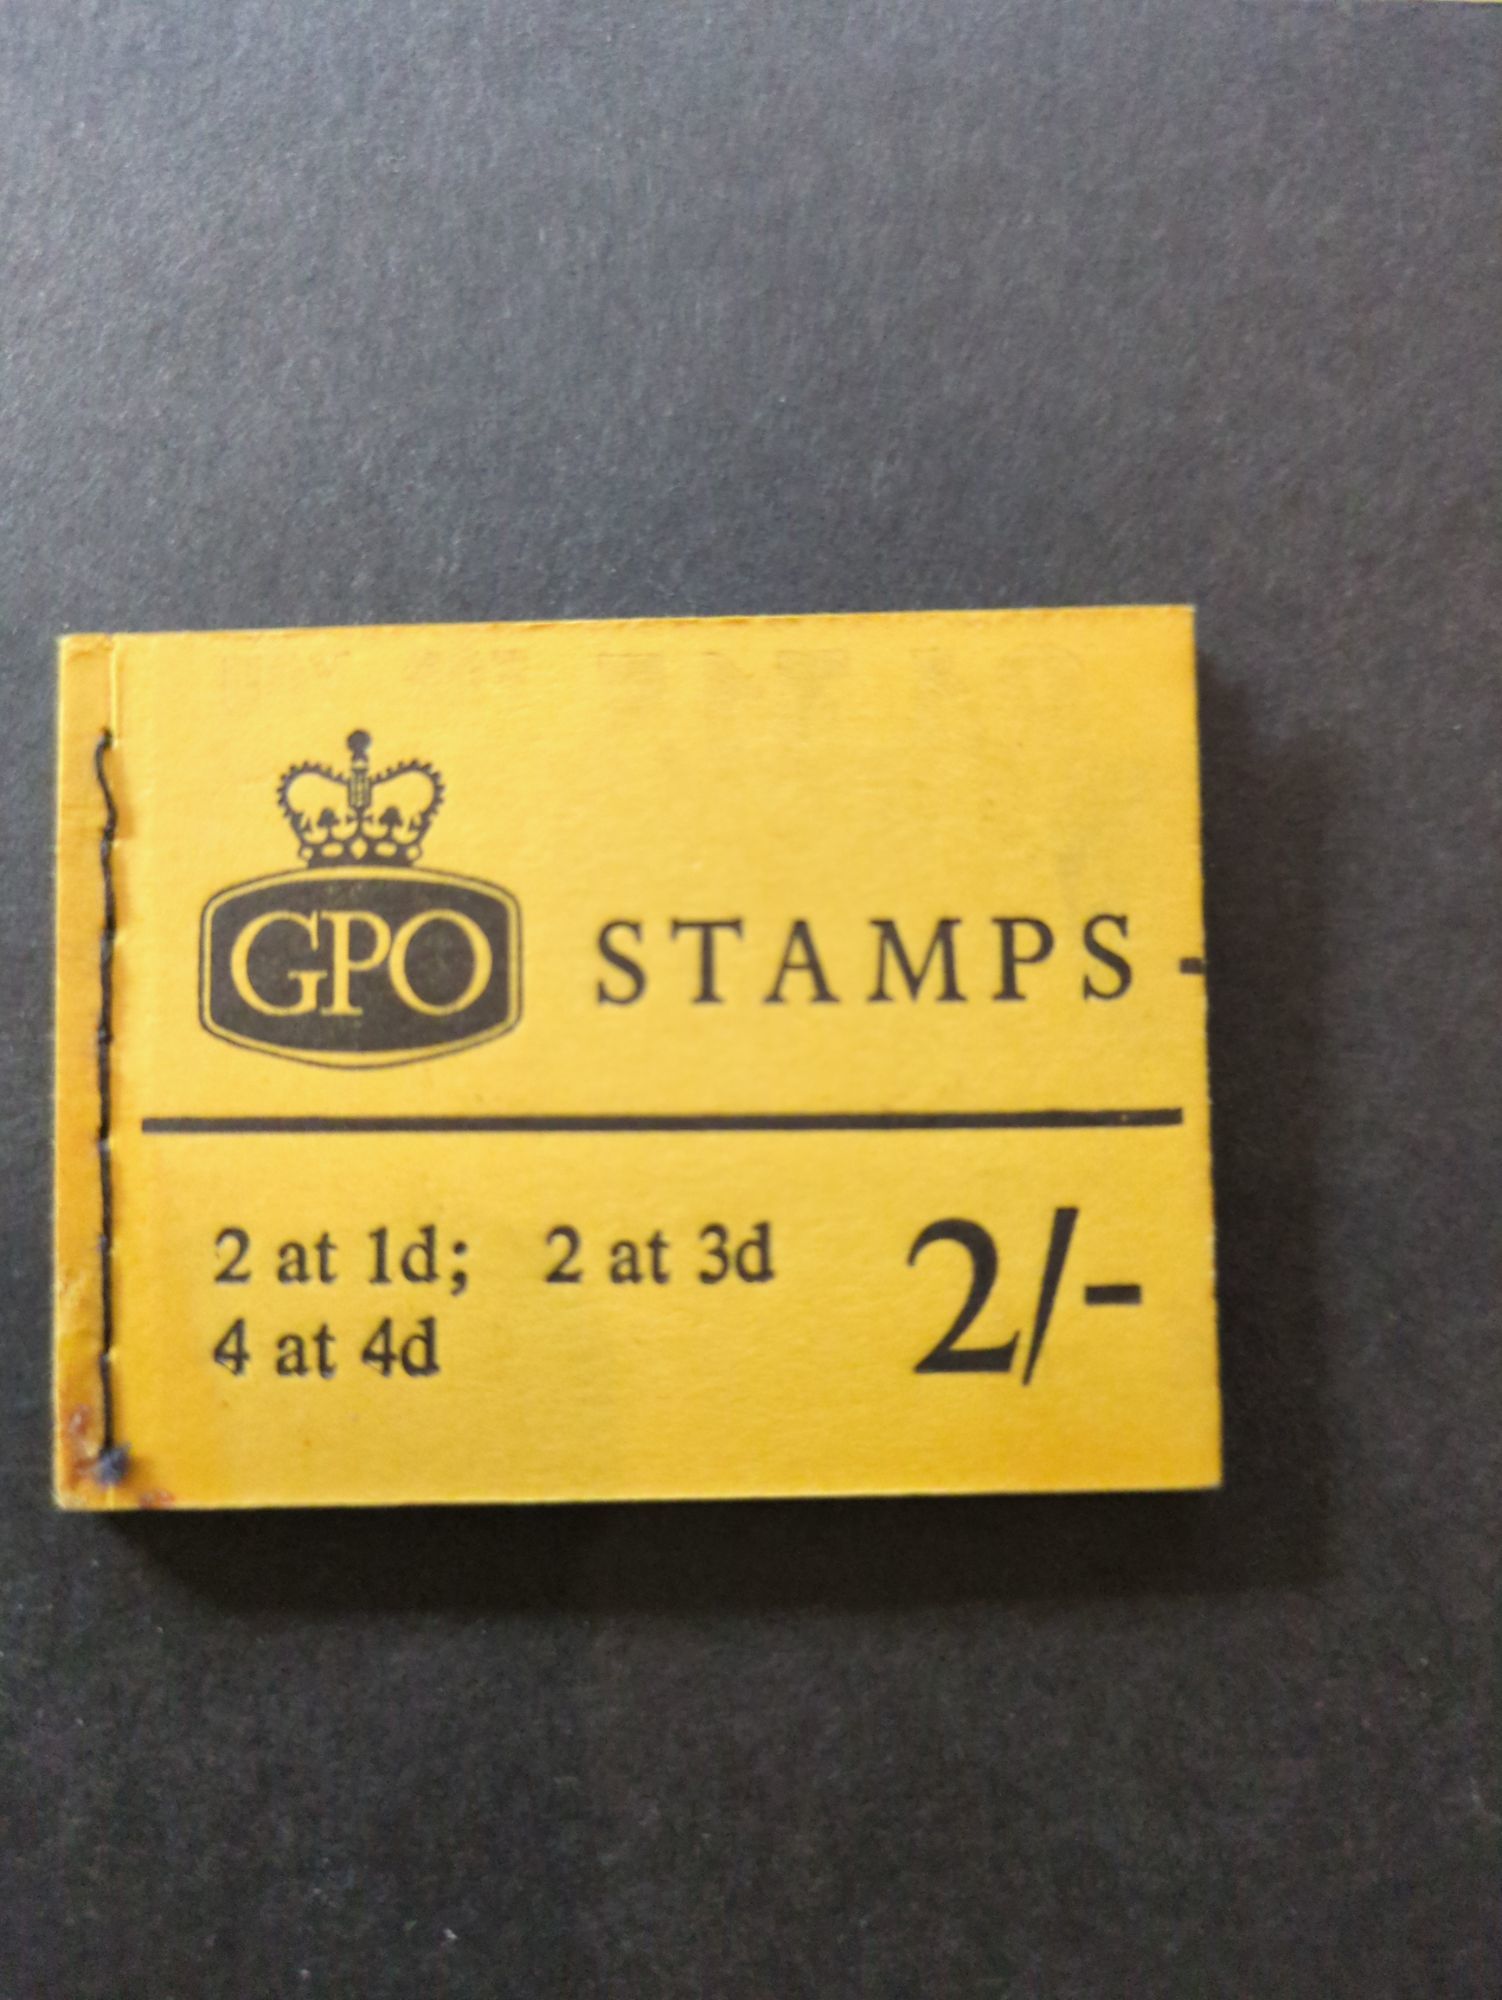 GPO STAMPS -
2 at 1d; 2 at 3d
4 at 4d
2/-